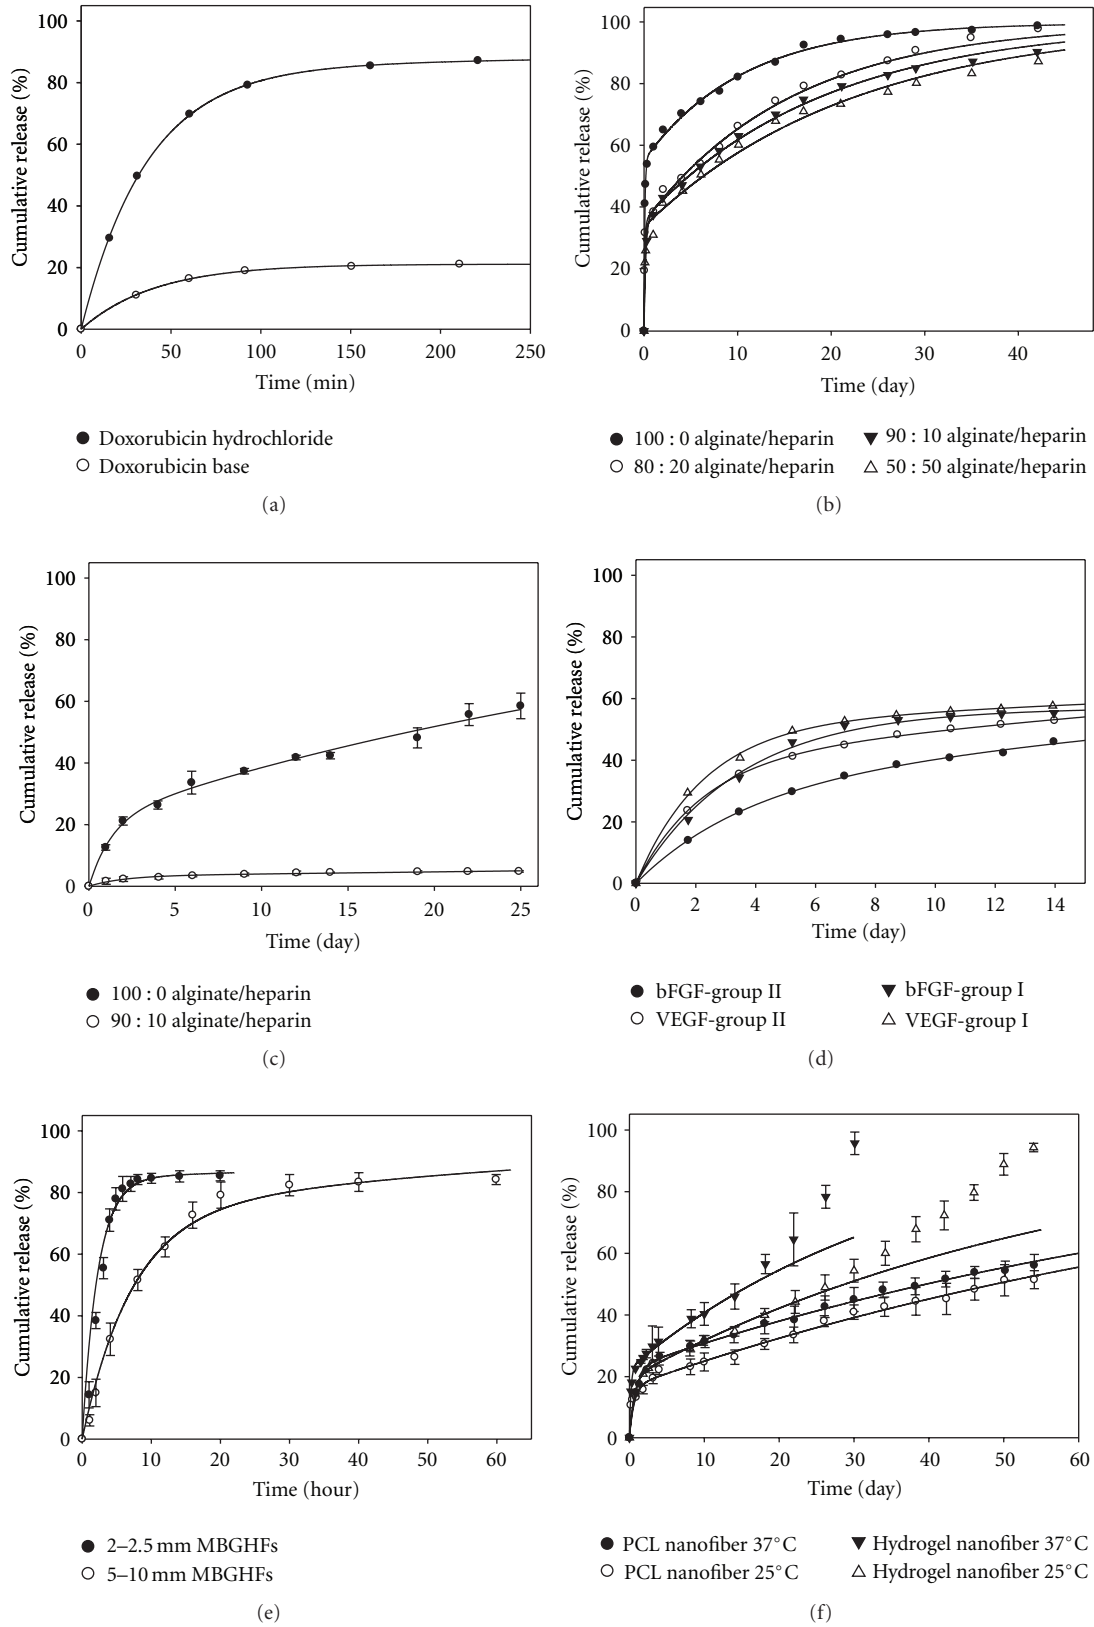 Cumulative release (%)
100
80
60
40
20
0
0 50 100 150 200 250
Time (min)
Doxorubicin hydrochloride
Doxorubicin base
(a)
Cumulative release (%)
100
80
60
40
20
0
0 10 20 30 40
Time (day)
100 : 0 alginate/heparin
80 : 20 alginate/heparin
90 : 10 alginate/heparin
50 : 50 alginate/heparin
(b)
Cumulative release (%)
100
80
60
40
20
0
0 5 10 15 20 25
Time (day)
100 : 0 alginate/heparin
90 : 10 alginate/heparin
(c)
Cumulative release (%)
100
80
60
40
20
0
0 2 4 6 8 10 12 14
Time (day)
bFGF-group II
VEGF-group II
bFGF-group I
VEGF-group I
(d)
Cumulative release (%)
100
80
60
40
20
0
0 10 20 30 40 50 60
Time (hour)
2–2.5 mm MBGHFs
5–10 mm MBGHFs
(e)
Cumulative release (%)
100
80
60
40
20
0
0 10 20 30 40 50 60
Time (day)
PCL nanofiber 37°C
PCL nanofiber 25°C
Hydrogel nanofiber 37°C
Hydrogel nanofiber 25°C
(f)